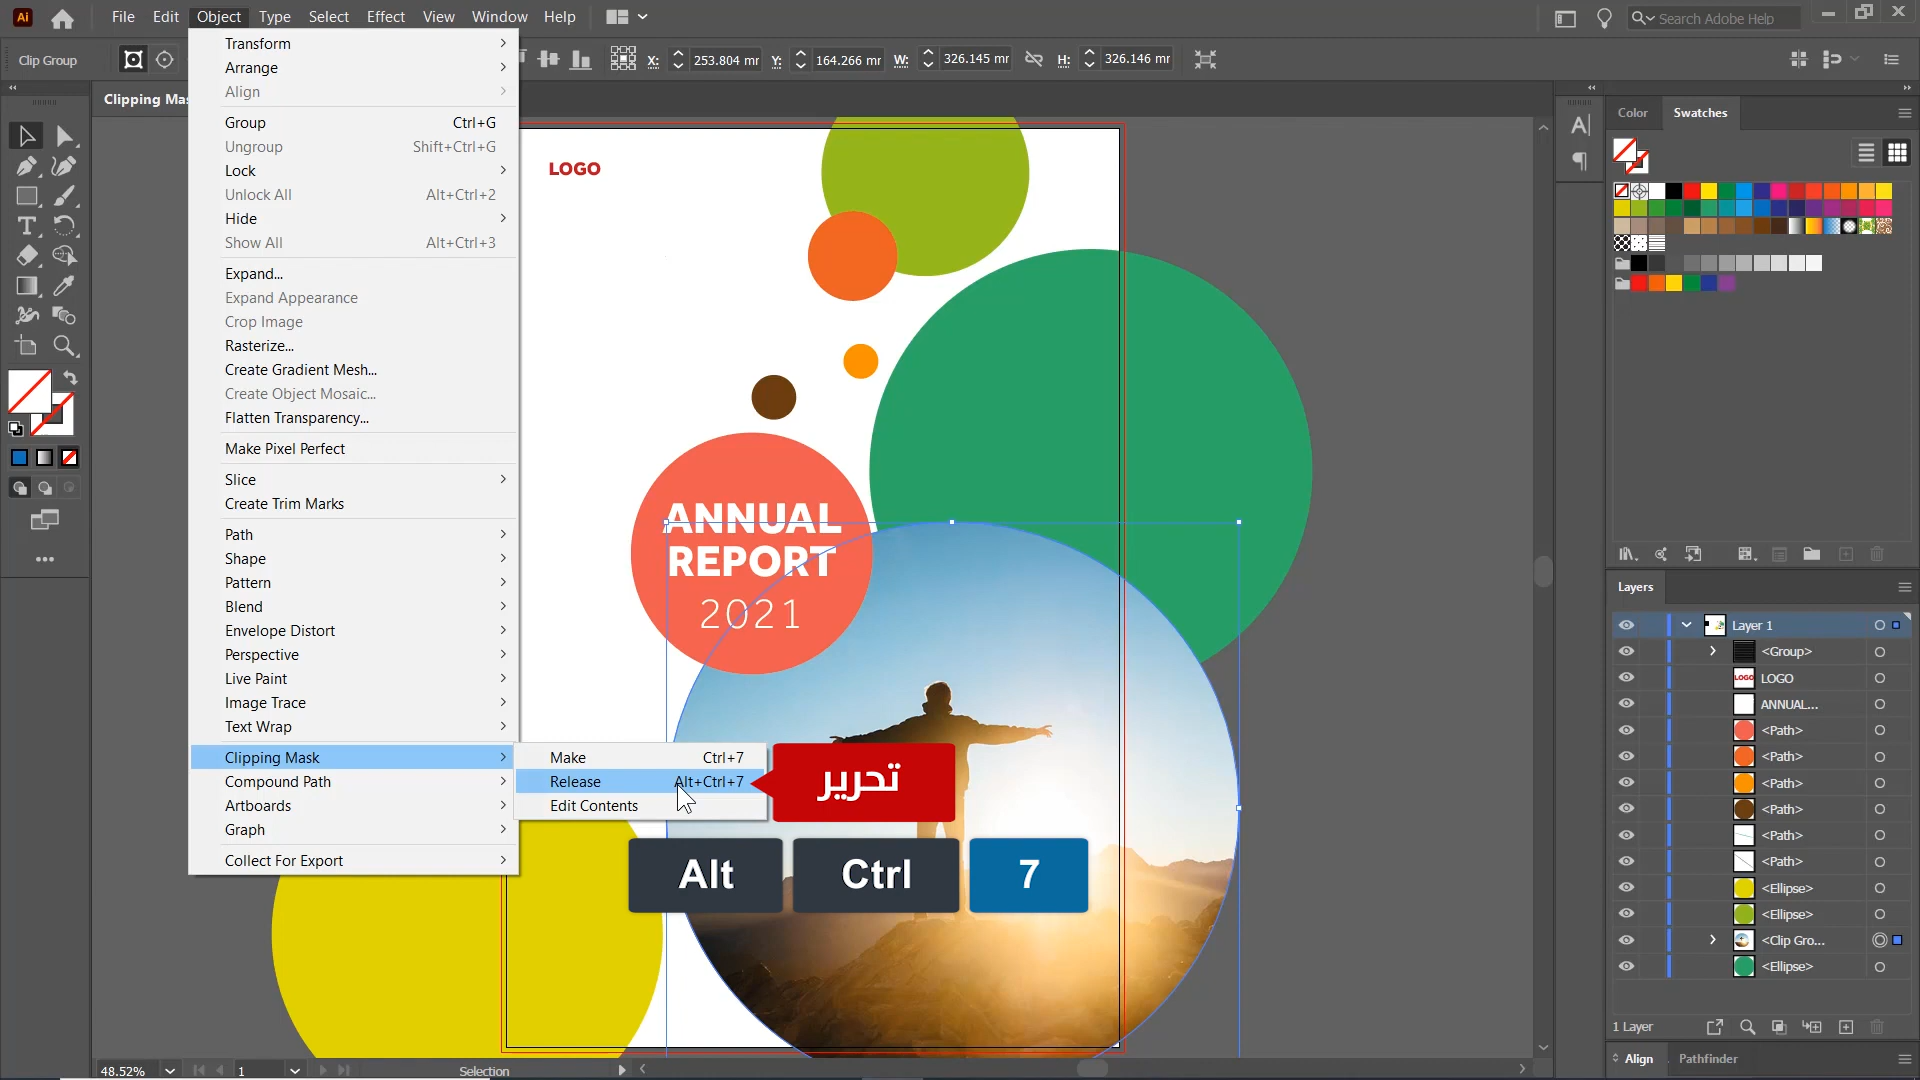 Ai
File Edit Object Type Select Effect View Window Help
Search Adobe Help
Clip Group
X: 253.804 mr Y: 164.266 mr W: 326.145 mr H: 326.146 mr
Clipping Mas
Transform
Arrange
Align
Group Ctrl+G
Ungroup Shift+Ctrl+G
Lock
Unlock All Alt+Ctrl+2
Hide
Show All Alt+Ctrl+3
Expand...
Expand Appearance
Crop Image
Rasterize...
Create Gradient Mesh...
Create Object Mosaic...
Flatten Transparency...
Make Pixel Perfect
Slice
Create Trim Marks
Path
Shape
Pattern
Blend
Envelope Distort
Perspective
Live Paint
Image Trace
Text Wrap
Clipping Mask
Compound Path
Artboards
Graph
Collect For Export
Make Ctrl+7
Release Alt+Ctrl+7
Edit Contents
تحرير
Alt Ctrl 7
LOGO
ANNUAL
REPORT
2021
Color Swatches
Layers
Layer 1
<Group>
LOGO
ANNUAL...
<Path>
<Path>
<Path>
<Path>
<Path>
<Path>
<Ellipse>
<Ellipse>
<Clip Gro...
<Ellipse>
1 Layer
Align Pathfinder
48.52% 1 Selection